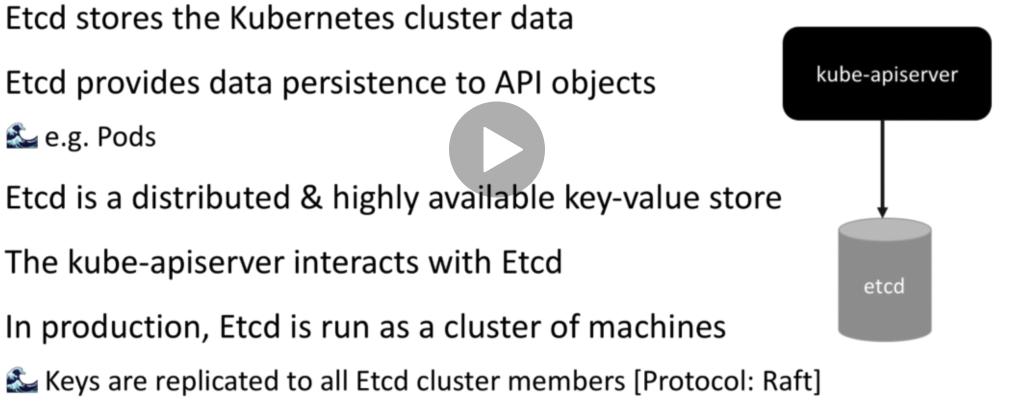 Etcd stores the Kubernetes cluster data
Etcd provides data persistence to API objects
e.g. Pods
Etcd is a distributed & highly available key-value store
The kube-apiserver interacts with Etcd
In production, Etcd is run as a cluster of machines
Keys are replicated to all Etcd cluster members [Protocol: Raft]
kube-apiserver
etcd